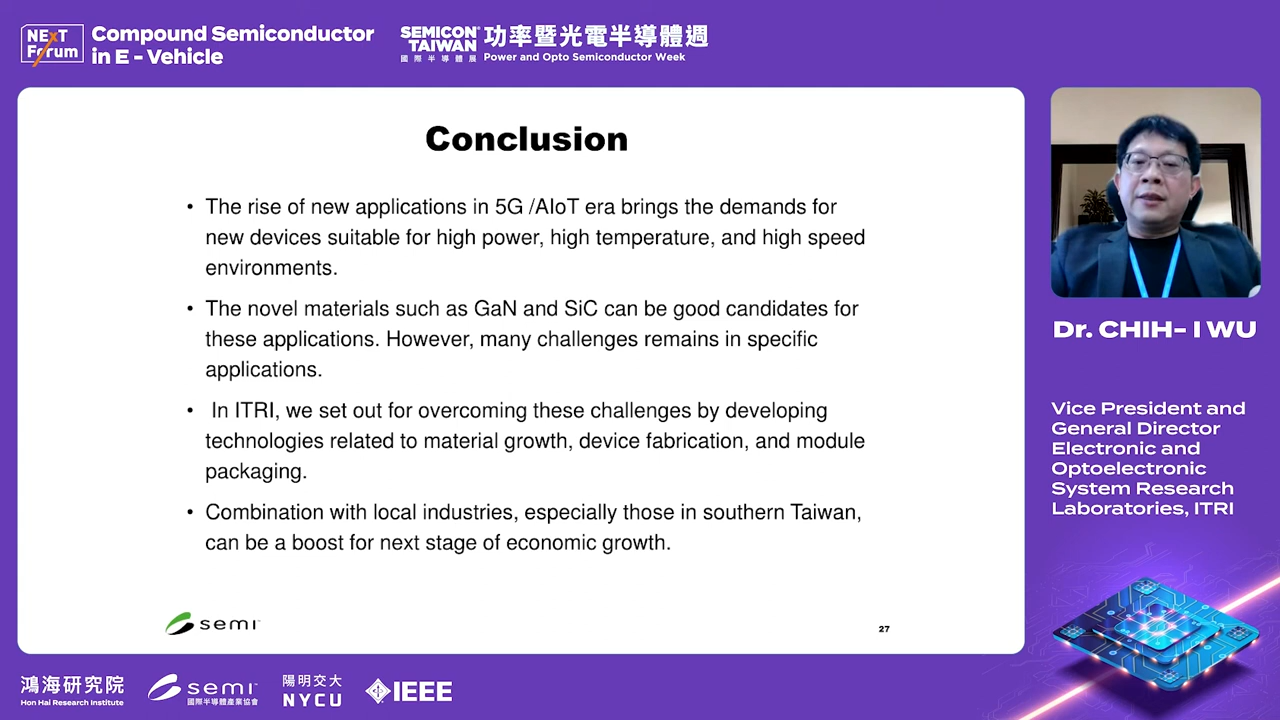 NEXT
Forum
Compound Semiconductor
in E - Vehicle
SEMICON
TAIWAN
國際半導體展
功率暨光電半導體週
Power and Opto Semiconductor Week
Conclusion
• The rise of new applications in 5G /AIoT era brings the demands for
new devices suitable for high power, high temperature, and high speed
environments.
• The novel materials such as GaN and SiC can be good candidates for
these applications. However, many challenges remains in specific
applications.
• In ITRI, we set out for overcoming these challenges by developing
technologies related to material growth, device fabrication, and module
packaging.
• Combination with local industries, especially those in southern Taiwan,
can be a boost for next stage of economic growth.
semi
27
Dr. CHIH- I WU
Vice President and
General Director
Electronic and
Optoelectronic
System Research
Laboratories, ITRI
鴻海研究院
Hon Hai Research Institute
semi
國際半導體產業協會
陽明交大
NYCU
IEEE